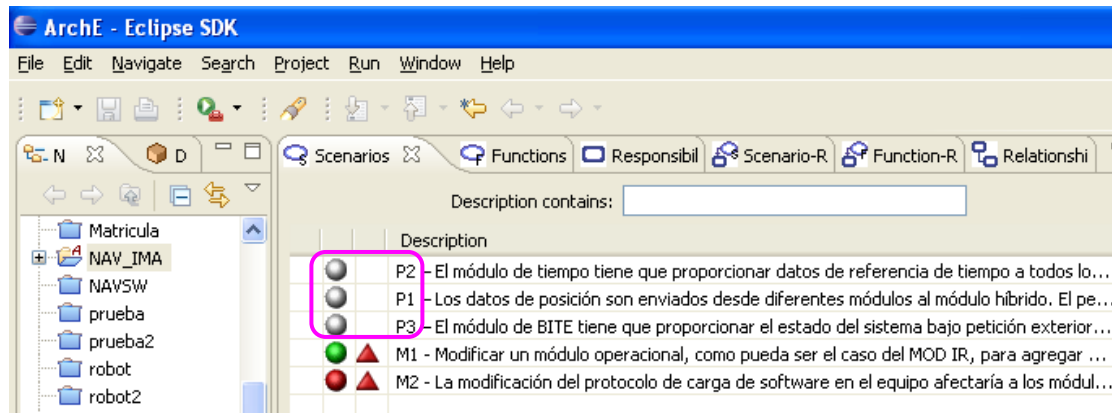 ArchE - Eclipse SDK
File Edit Navigate Search Project Run Window Help
N D Scenarios Functions Responsibil Scenario-R Function-R Relationshi
Description contains:
Description
Matricula
NAV_IMA
NAVSW
prueba
prueba2
robot
robot2
P2 - El módulo de tiempo tiene que proporcionar datos de referencia de tiempo a todos lo...
P1 - Los datos de posición son enviados desde diferentes módulos al módulo híbrido. El pe...
P3 - El módulo de BITE tiene que proporcionar el estado del sistema bajo petición exterior...
M1 - Modificar un módulo operacional, como pueda ser el caso del MOD IR, para agregar ...
M2 - La modificación del protocolo de carga de software en el equipo afectaría a los módul...